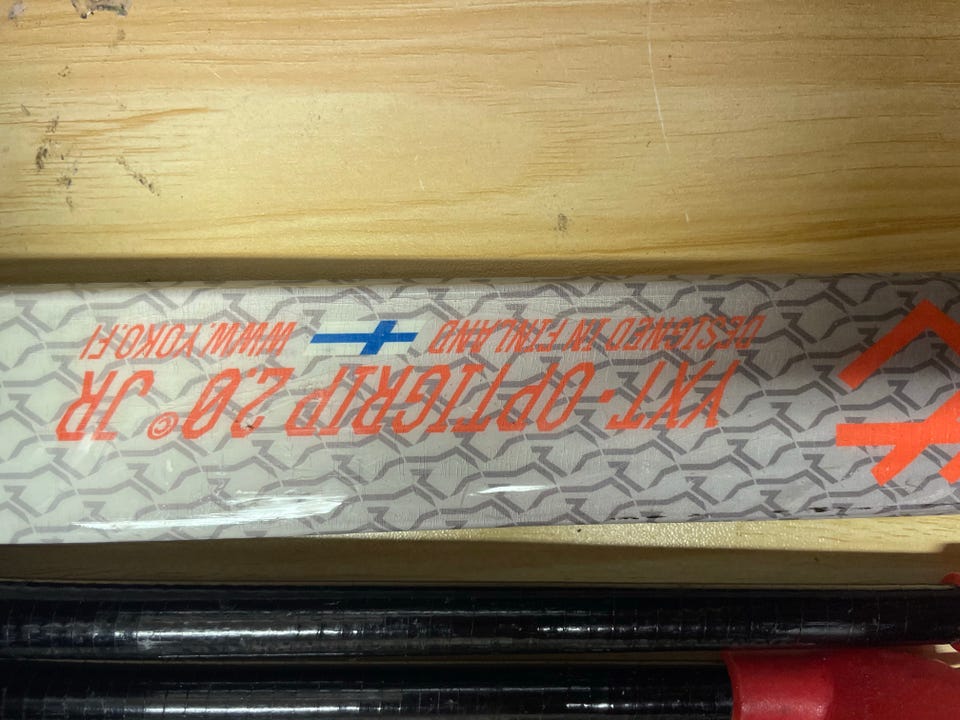 YXT·OPTIGRIP 2.0© JR
DESIGNED IN FINLAND WWW.YOKO.FI